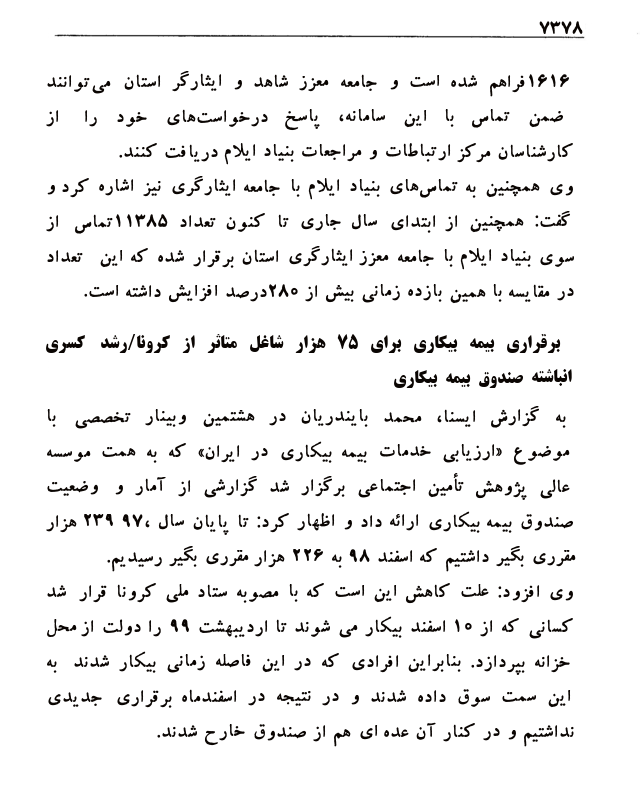 ۷۳۷۸
۱۶۱۶فراهم شده است و جامعه معزز شاهد و ایثارگر استان می‌توانند
ضمن تماس با این سامانه، پاسخ درخواست‌های خود را از
کارشناسان مرکز ارتباطات و مراجعات بنیاد ایلام دریافت کنند.
وی همچنین به تماس‌های بنیاد ایلام با جامعه ایثارگری نیز اشاره کرد و
گفت: همچنین از ابتدای سال جاری تا کنون تعداد ۱۱۳۸۵تماس از
سوی بنیاد ایلام با جامعه معزز ایثارگری استان برقرار شده که این تعداد
در مقایسه با همین بازده زمانی بیش از ۲۸۰درصد افزایش داشته است.
برقراری بیمه بیکاری برای ۷۵ هزار شاغل متاثر از کرونا/رشد کسری
انباشته صندوق بیمه بیکاری
به گزارش ایسنا، محمد بایندریان در هشتمین وبینار تخصصی با
موضوع «ارزیابی خدمات بیمه بیکاری در ایران» که به همت موسسه
عالی پژوهش تأمین اجتماعی برگزار شد گزارشی از آمار و وضعیت
صندوق بیمه بیکاری ارائه داد و اظهار کرد: تا پایان سال ۹۷، ۲۳۹ هزار
مقرری بگیر داشتیم که اسفند ۹۸ به ۲۲۶ هزار مقرری بگیر رسیدیم.
وی افزود: علت کاهش این است که با مصوبه ستاد ملی کرونا قرار شد
کسانی که از ۱۰ اسفند بیکار می شوند تا اردیبهشت ۹۹ را دولت از محل
خزانه بپردازد. بنابراین افرادی که در این فاصله زمانی بیکار شدند به
این سمت سوق داده شدند و در نتیجه در اسفندماه برقراری جدیدی
نداشتیم و در کنار آن عده ای هم از صندوق خارج شدند.